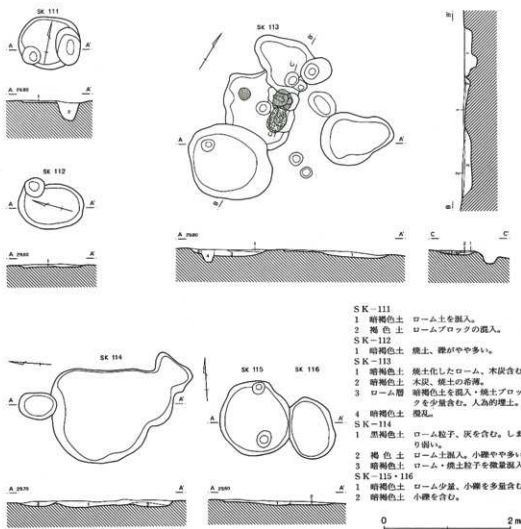 SK 111
SK 113
A A'
A A'
SK 112
A A'
A A'
A A'
C C'
B B'
SK 114
SK 115 SK 116
A A'
A A'
SK-111
1 暗褐色土 ローム土を混入。
2 褐色土 ロームブロックの混入。
SK-112
1 暗褐色土 焼土、礫がやや多い。
SK-113
1 暗褐色土 焼土化したローム、木炭含む
2 暗褐色土 木炭、焼土の希薄。
3 ローム層 暗褐色土を混入・焼土ブロッ
クを少量含む。人為的埋土。
4 暗褐色土 攪乱。
SK-114
1 黒褐色土 ローム粒子、灰を含む。しま
り弱い。
2 褐色土 ローム土混入。小礫やや多い
3 暗褐色土 ローム・焼土粒子を微量混入
SK-115・116
1 暗褐色土 ローム少量、小礫を多量含む
2 暗褐色土 小礫を含む。
0 2m